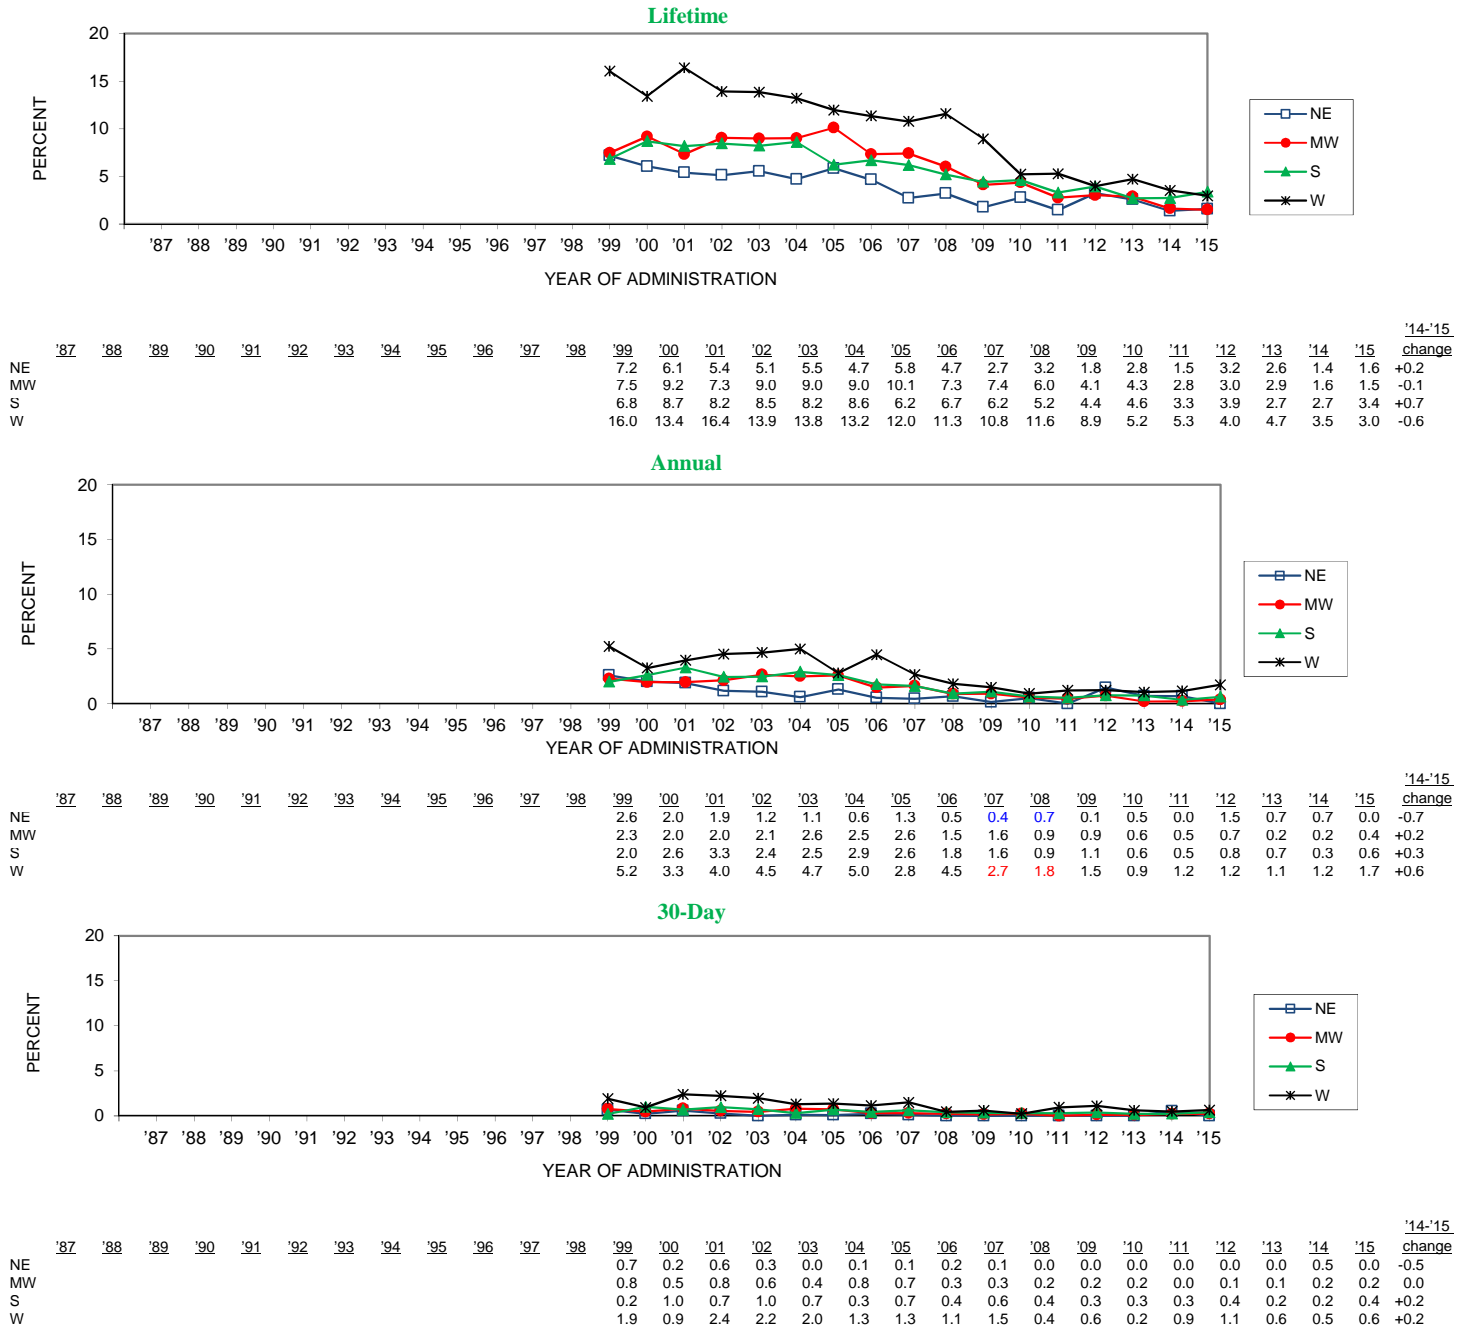 Lifetime
20
15
10
5
0
PERCENT
'87 '88 '89 '90 '91 '92 '93 '94 '95 '96 '97 '98 '99 '00 '01 '02 '03 '04 '05 '06 '07 '08 '09 '10 '11 '12 '13 '14 '15
YEAR OF ADMINISTRATION
NE
MW
S
W
'14-'15
'87 '88 '89 '90 '91 '92 '93 '94 '95 '96 '97 '98 '99 '00 '01 '02 '03 '04 '05 '06 '07 '08 '09 '10 '11 '12 '13 '14 '15 change
NE 7.2 6.1 5.4 5.1 5.5 4.7 5.8 4.7 2.7 3.2 1.8 2.8 1.5 3.2 2.6 1.4 1.6 +0.2
MW 7.5 9.2 7.3 9.0 9.0 9.0 10.1 7.3 7.4 6.0 4.1 4.3 2.8 3.0 2.9 1.6 1.5 -0.1
S 6.8 8.7 8.2 8.5 8.2 8.6 6.2 6.7 6.2 5.2 4.4 4.6 3.3 3.9 2.7 2.7 3.4 +0.7
W 16.0 13.4 16.4 13.9 13.8 13.2 12.0 11.3 10.8 11.6 8.9 5.2 5.3 4.0 4.7 3.5 3.0 -0.6
Annual
20
15
10
5
0
PERCENT
'87 '88 '89 '90 '91 '92 '93 '94 '95 '96 '97 '98 '99 '00 '01 '02 '03 '04 '05 '06 '07 '08 '09 '10 '11 '12 '13 '14 '15
YEAR OF ADMINISTRATION
NE
MW
S
W
'14-'15
'87 '88 '89 '90 '91 '92 '93 '94 '95 '96 '97 '98 '99 '00 '01 '02 '03 '04 '05 '06 '07 '08 '09 '10 '11 '12 '13 '14 '15 change
NE 2.6 2.0 1.9 1.2 1.1 0.6 1.3 0.5 0.4 0.7 0.1 0.5 0.0 1.5 0.7 0.7 0.0 -0.7
MW 2.3 2.0 2.0 2.1 2.6 2.5 2.6 1.5 1.6 0.9 0.9 0.6 0.5 0.7 0.2 0.2 0.4 +0.2
S 2.0 2.6 3.3 2.4 2.5 2.9 2.6 1.8 1.6 0.9 1.1 0.6 0.5 0.8 0.7 0.3 0.6 +0.3
W 5.2 3.3 4.0 4.5 4.7 5.0 2.8 4.5 2.7 1.8 1.5 0.9 1.2 1.2 1.1 1.2 1.7 +0.6
30-Day
20
15
10
5
0
PERCENT
'87 '88 '89 '90 '91 '92 '93 '94 '95 '96 '97 '98 '99 '00 '01 '02 '03 '04 '05 '06 '07 '08 '09 '10 '11 '12 '13 '14 '15
YEAR OF ADMINISTRATION
NE
MW
S
W
'14-'15
'87 '88 '89 '90 '91 '92 '93 '94 '95 '96 '97 '98 '99 '00 '01 '02 '03 '04 '05 '06 '07 '08 '09 '10 '11 '12 '13 '14 '15 change
NE 0.7 0.2 0.6 0.3 0.0 0.1 0.1 0.2 0.1 0.0 0.0 0.0 0.0 0.0 0.0 0.5 0.0 -0.5
MW 0.8 0.5 0.8 0.6 0.4 0.8 0.7 0.3 0.3 0.2 0.2 0.2 0.0 0.1 0.1 0.2 0.2 0.0
S 0.2 1.0 0.7 1.0 0.7 0.3 0.7 0.4 0.6 0.4 0.3 0.3 0.3 0.4 0.2 0.2 0.4 +0.2
W 1.9 0.9 2.4 2.2 2.0 1.3 1.3 1.1 1.5 0.4 0.6 0.2 0.9 1.1 0.6 0.5 0.6 +0.2